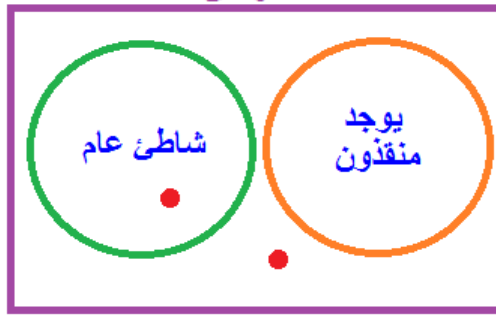 يوجد
منقذون
شاطئ عام